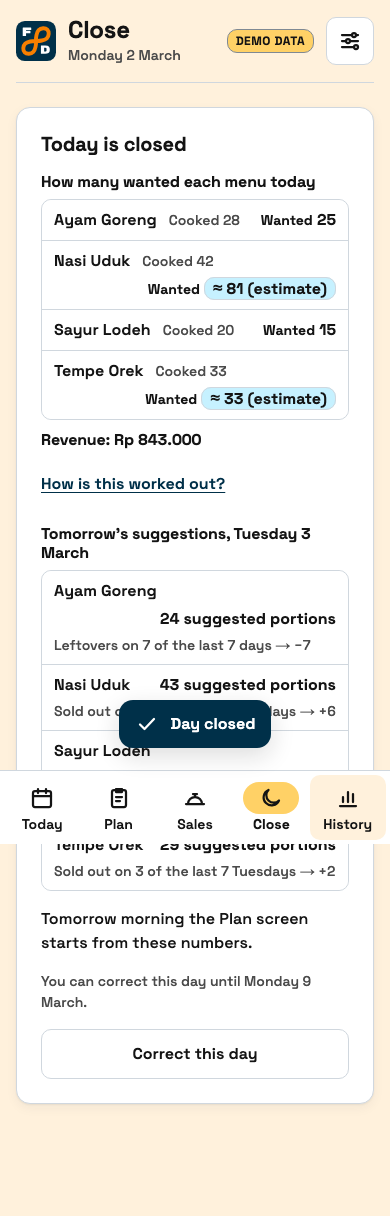 F
D
Close
Monday 2 March
DEMO DATA
Today is closed
How many wanted each menu today
Ayam Goreng Cooked 28 Wanted 25
Nasi Uduk Cooked 42
Wanted ≈ 81 (estimate)
Sayur Lodeh Cooked 20 Wanted 15
Tempe Orek Cooked 33
Wanted ≈ 33 (estimate)
Revenue: Rp 843.000
How is this worked out?
Tomorrow's suggestions, Tuesday 3
March
Ayam Goreng
24 suggested portions
Leftovers on 7 of the last 7 days → −7
Nasi Uduk 43 suggested portions
Sold out → +6
Day closed
Sayur Lodeh
Today
Plan
Sales
Close
History
Tempe Orek 29 suggested portions
Sold out on 3 of the last 7 Tuesdays → +2
Tomorrow morning the Plan screen
starts from these numbers.
You can correct this day until Monday 9
March.
Correct this day